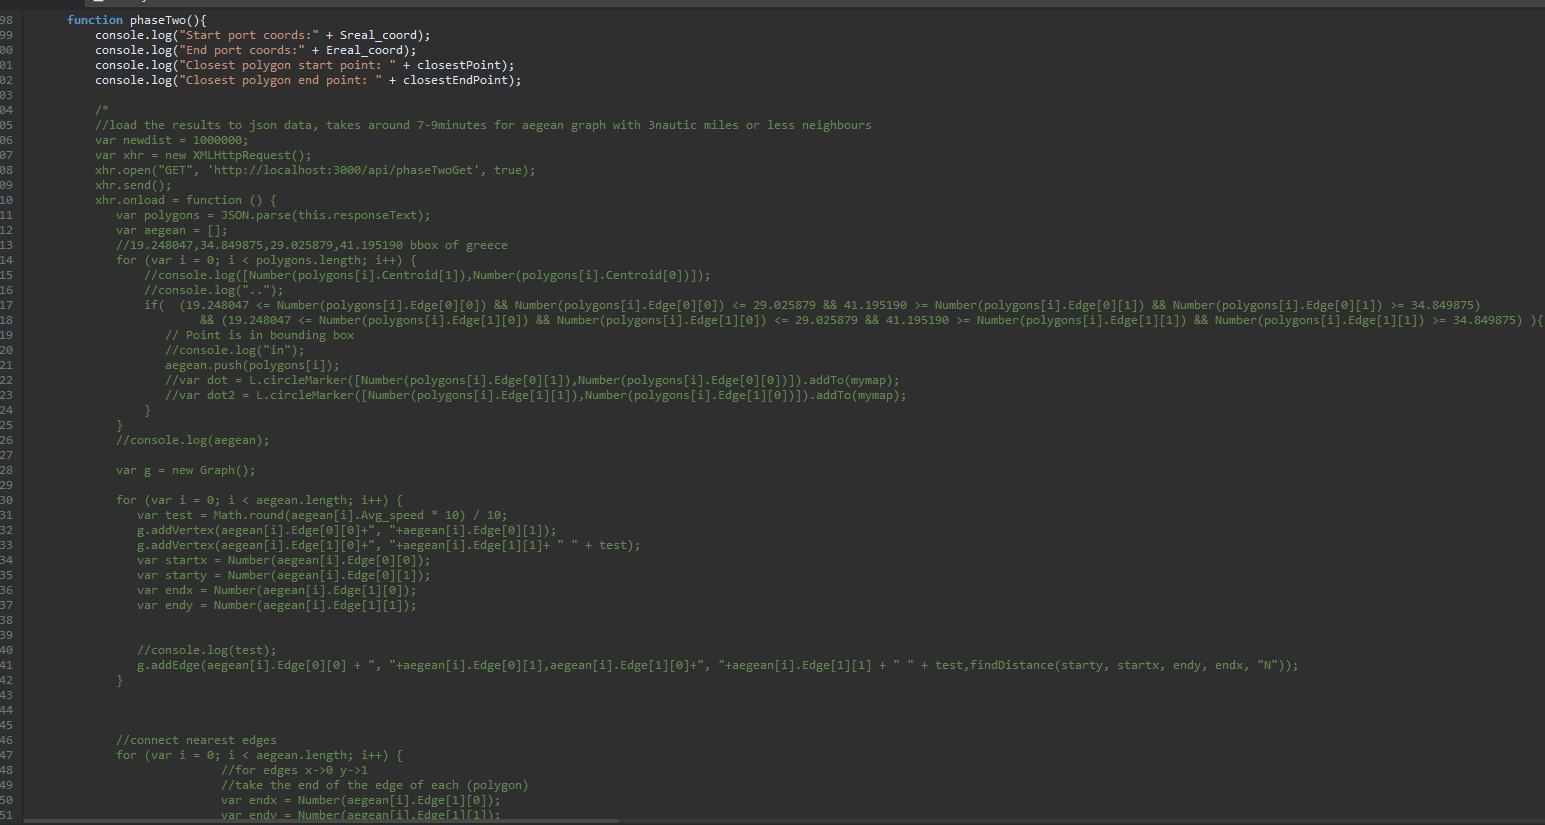 98 function phaseTwo(){
99 console.log("Start port coords:" + Sreal_coord);
00 console.log("End port coords:" + Ereal_coord);
01 console.log("Closest polygon start point: " + closestPoint);
02 console.log("Closest polygon end point: " + closestEndPoint);
03
04 /*
05 //load the results to json data, takes around 7-9minutes for aegean graph with 3nautic miles or less neighbours
06 var newdist = 1000000;
07 var xhr = new XMLHttpRequest();
08 xhr.open("GET", 'http://localhost:3000/api/phaseTwoGet', true);
09 xhr.send();
10 xhr.onload = function () {
11 var polygons = JSON.parse(this.responseText);
12 var aegean = [];
13 //19.248047,34.849875,29.025879,41.195190 bbox of greece
14 for (var i = 0; i < polygons.length; i++) {
15 //console.log([Number(polygons[i].Centroid[1]),Number(polygons[i].Centroid[0])]);
16 //console.log("..");
17 if( (19.248047 <= Number(polygons[i].Edge[0][0]) && Number(polygons[i].Edge[0][0]) <= 29.025879 && 41.195190 >= Number(polygons[i].Edge[0][1]) && Number(polygons[i].Edge[0][1]) >= 34.849875)
18 && (19.248047 <= Number(polygons[i].Edge[1][0]) && Number(polygons[i].Edge[1][0]) <= 29.025879 && 41.195190 >= Number(polygons[i].Edge[1][1]) && Number(polygons[i].Edge[1][1]) >= 34.849875) ){
19 // Point is in bounding box
20 //console.log("in");
21 aegean.push(polygons[i]);
22 //var dot = L.circleMarker([Number(polygons[i].Edge[0][1]),Number(polygons[i].Edge[0][0])]).addTo(mymap);
23 //var dot2 = L.circleMarker([Number(polygons[i].Edge[1][1]),Number(polygons[i].Edge[1][0])]).addTo(mymap);
24 }
25 }
26 //console.log(aegean);
27
28 var g = new Graph();
29
30 for (var i = 0; i < aegean.length; i++) {
31 var test = Math.round(aegean[i].Avg_speed * 10) / 10;
32 g.addVertex(aegean[i].Edge[0][0]+", "+aegean[i].Edge[0][1]);
33 g.addVertex(aegean[i].Edge[1][0]+", "+aegean[i].Edge[1][1]+ " " + test);
34 var startx = Number(aegean[i].Edge[0][0]);
35 var starty = Number(aegean[i].Edge[0][1]);
36 var endx = Number(aegean[i].Edge[1][0]);
37 var endy = Number(aegean[i].Edge[1][1]);
38
39
40 //console.log(test);
41 g.addEdge(aegean[i].Edge[0][0] + ", "+aegean[i].Edge[0][1],aegean[i].Edge[1][0]+", "+aegean[i].Edge[1][1] + " " + test,findDistance(starty, startx, endy, endx, "N"));
42 }
43
44
45
46 //connect nearest edges
47 for (var i = 0; i < aegean.length; i++) {
48 //for edges x->0 y->1
49 //take the end of the edge of each (polygon)
50 var endx = Number(aegean[i].Edge[1][0]);
51 var endy = Number(aegean[i].Edge[1][1]);